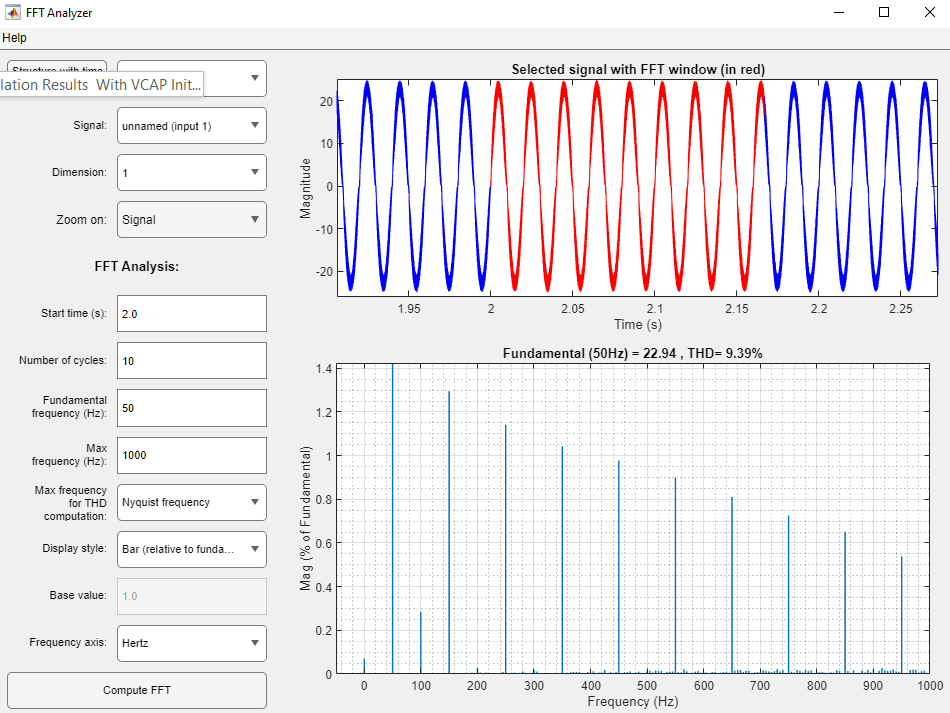 FFT Analyzer
Help
Structure with time
lation Results With VCAP Init...
Signal:
unnamed (input 1)
Dimension:
1
Zoom on:
Signal
FFT Analysis:
Start time (s):
2.0
Number of cycles:
10
Fundamental
frequency (Hz):
50
Max
frequency (Hz):
1000
Max frequency
for THD
computation:
Nyquist frequency
Display style:
Bar (relative to funda...
Base value:
1.0
Frequency axis:
Hertz
Compute FFT
Selected signal with FFT window (in red)
Magnitude
20
10
0
-10
-20
1.95 2 2.05 2.1 2.15 2.2 2.25
Time (s)
Fundamental (50Hz) = 22.94 , THD= 9.39%
Mag (% of Fundamental)
1.4
1.2
1
0.8
0.6
0.4
0.2
0
0 100 200 300 400 500 600 700 800 900 1000
Frequency (Hz)